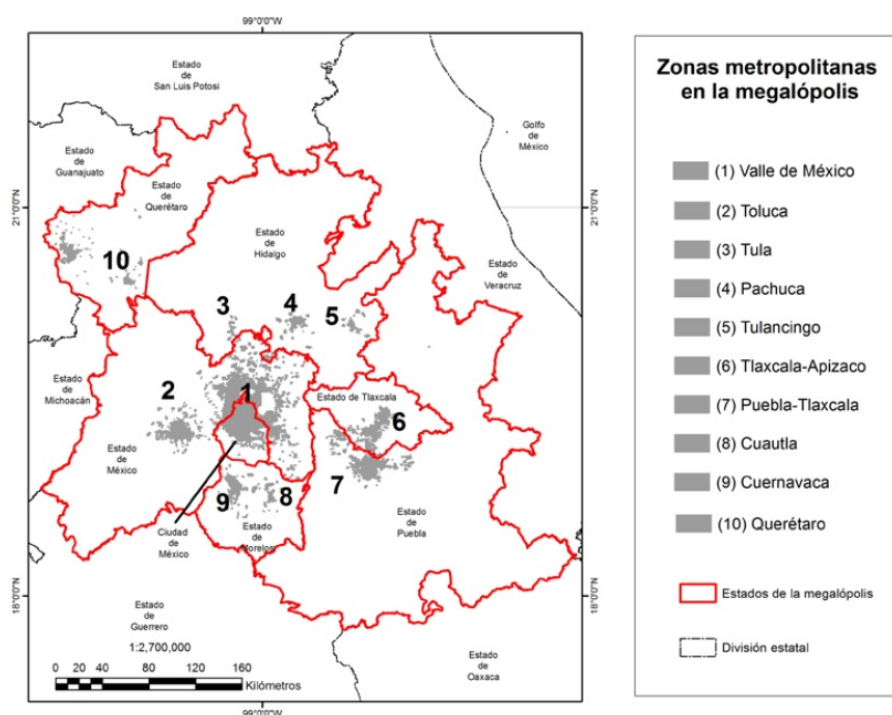 99°0'0"W
Estado
de
San Luis Potosi
Estado
de
Guanajuato
Golfo
de
México
Estado
de
Querétaro
21°0'0"N
21°0'0"N
Estado
de
Hidalgo
Estado
de
Veracruz
10
3
4
5
Estado
de
Michoacán
2
1
Estado de Tlaxcala
6
Estado
de
México
7
9
8
Estado
de
Puebla
Ciudad
de
México
Estado
de
Morelos
18°0'0"N
18°0'0"N
Estado
de
Guerrero
1:2,700,000
0 20 40 80 120 160
Kilómetros
Estado
de
Oaxaca
99°0'0"W
Zonas metropolitanas
en la megalópolis
(1) Valle de México
(2) Toluca
(3) Tula
(4) Pachuca
(5) Tulancingo
(6) Tlaxcala-Apizaco
(7) Puebla-Tlaxcala
(8) Cuautla
(9) Cuernavaca
(10) Querétaro
Estados de la megalópolis
División estatal